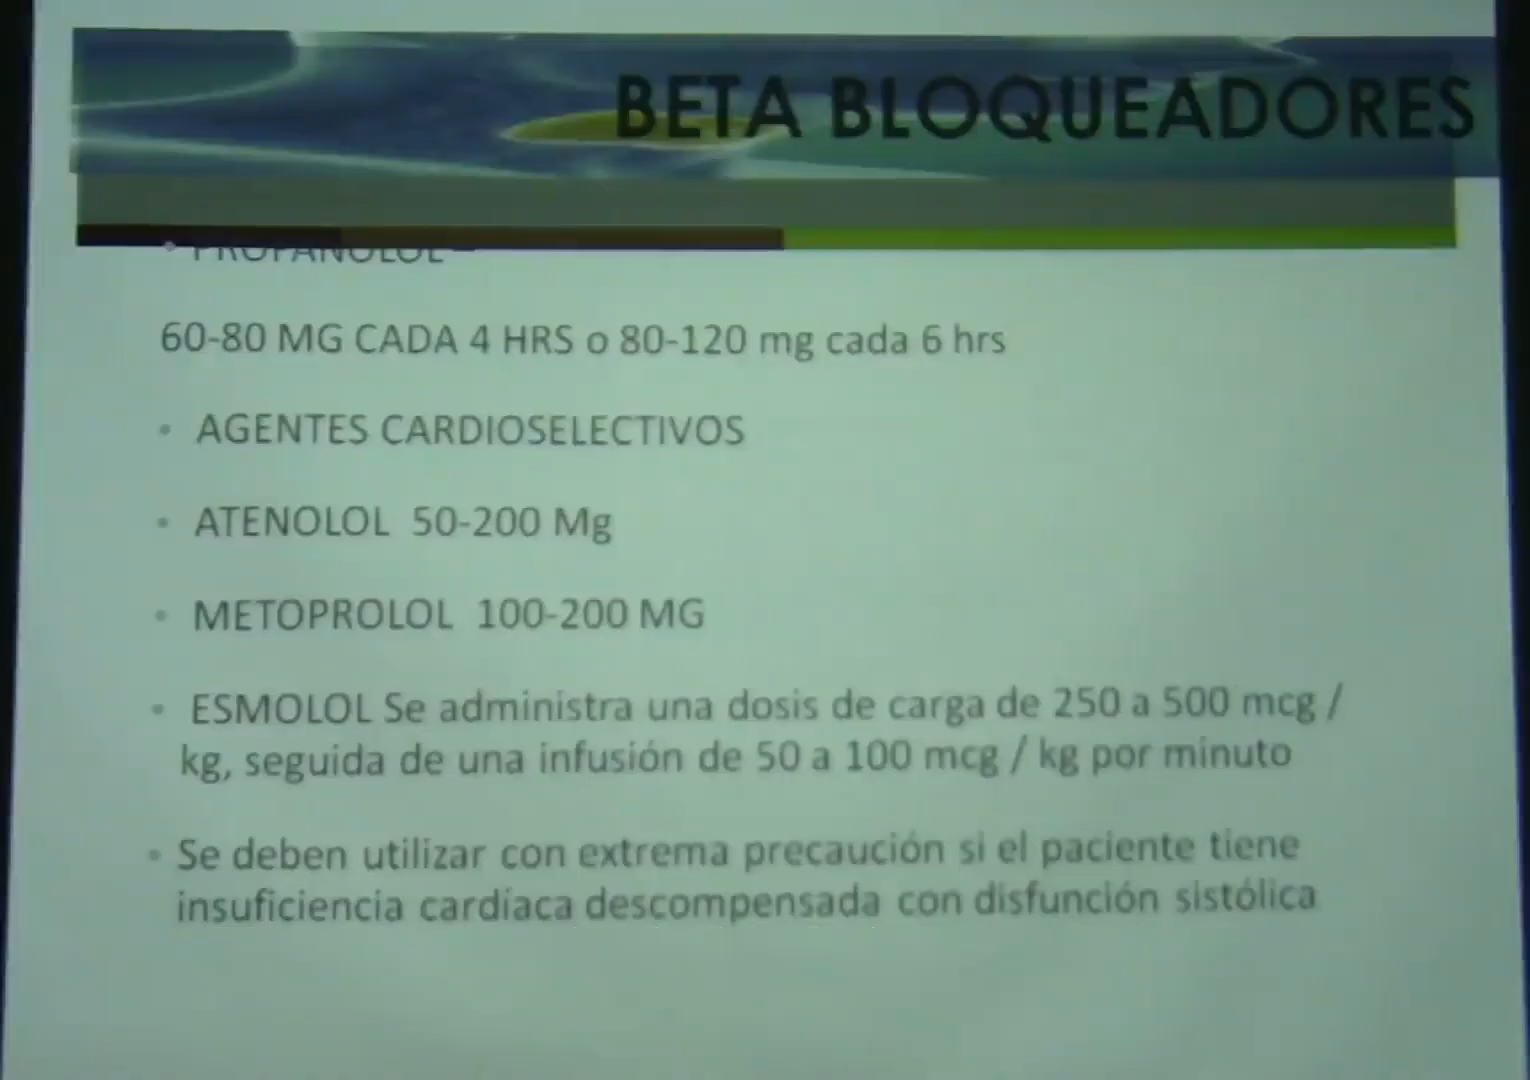 BETA BLOQUEADORES
• PROPANOLOL
60-80 MG CADA 4 HRS o 80-120 mg cada 6 hrs
• AGENTES CARDIOSELECTIVOS
• ATENOLOL 50-200 Mg
• METOPROLOL 100-200 MG
• ESMOLOL Se administra una dosis de carga de 250 a 500 mcg /
kg, seguida de una infusión de 50 a 100 mcg / kg por minuto
• Se deben utilizar con extrema precaución si el paciente tiene
insuficiencia cardiaca descompensada con disfunción sistólica